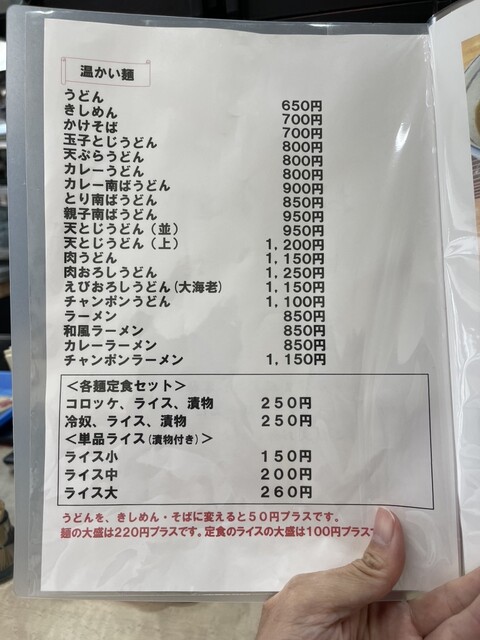 温かい麺
うどん 650円
きしめん 700円
かけそば 700円
玉子とじうどん 800円
天ぷらうどん 800円
カレーうどん 800円
カレー南ばうどん 900円
とり南ばうどん 850円
親子南ばうどん 950円
天とじうどん（並） 950円
天とじうどん（上） 1,200円
肉うどん 1,150円
肉おろしうどん 1,250円
えびおろしうどん(大海老) 1,150円
チャンポンうどん 1,100円
ラーメン 850円
和風ラーメン 850円
カレーラーメン 850円
チャンポンラーメン 1,150円
＜各麺定食セット＞
コロッケ、ライス、漬物 250円
冷奴、ライス、漬物 250円
＜単品ライス(漬物付き)＞
ライス小 150円
ライス中 200円
ライス大 260円
うどんを、きしめん・そばに変えると50円プラスです。
麺の大盛は220円プラスです。定食のライスの大盛は100円プラス